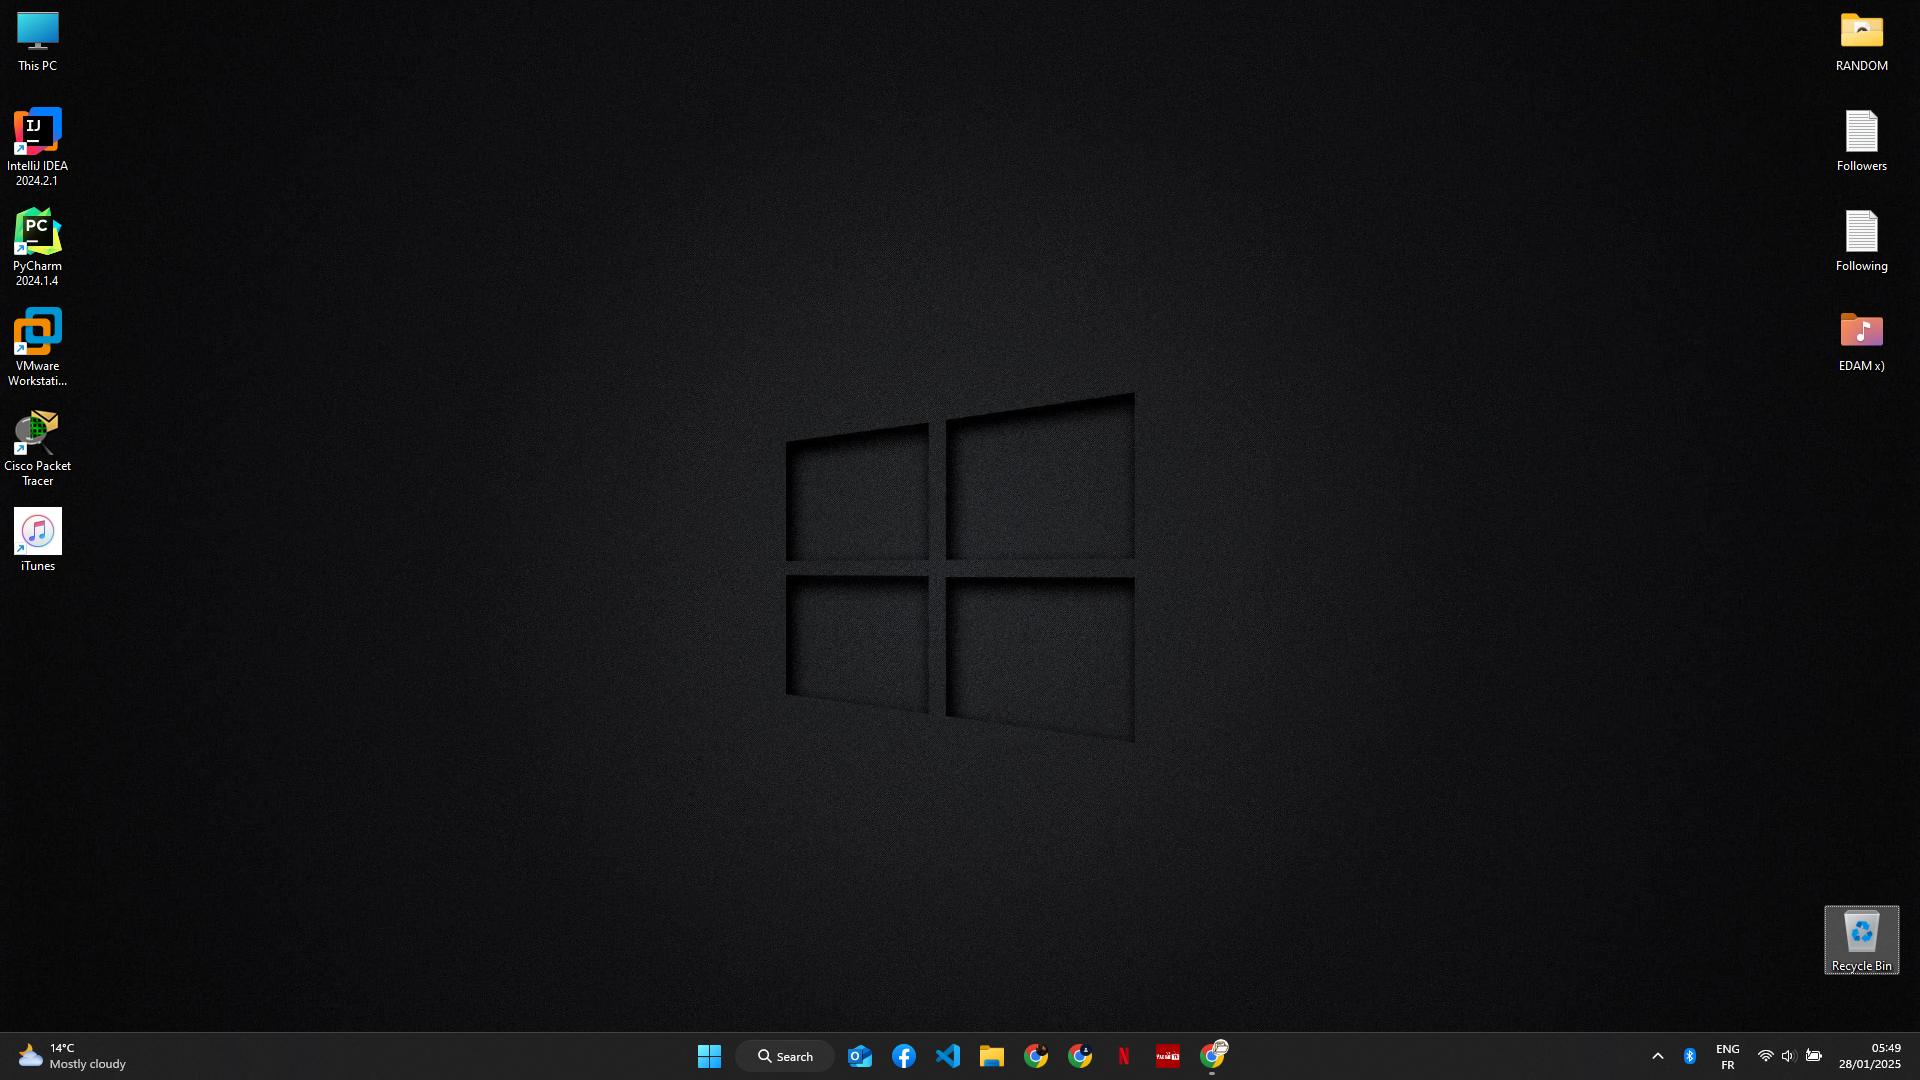 This PC
IntelliJ IDEA
2024.2.1
PyCharm
2024.1.4
VMware
Workstati...
Cisco Packet
Tracer
iTunes
RANDOM
Followers
Following
EDAM x)
Recycle Bin
14°C
Mostly cloudy
Search
ENG
FR
05:49
28/01/2025